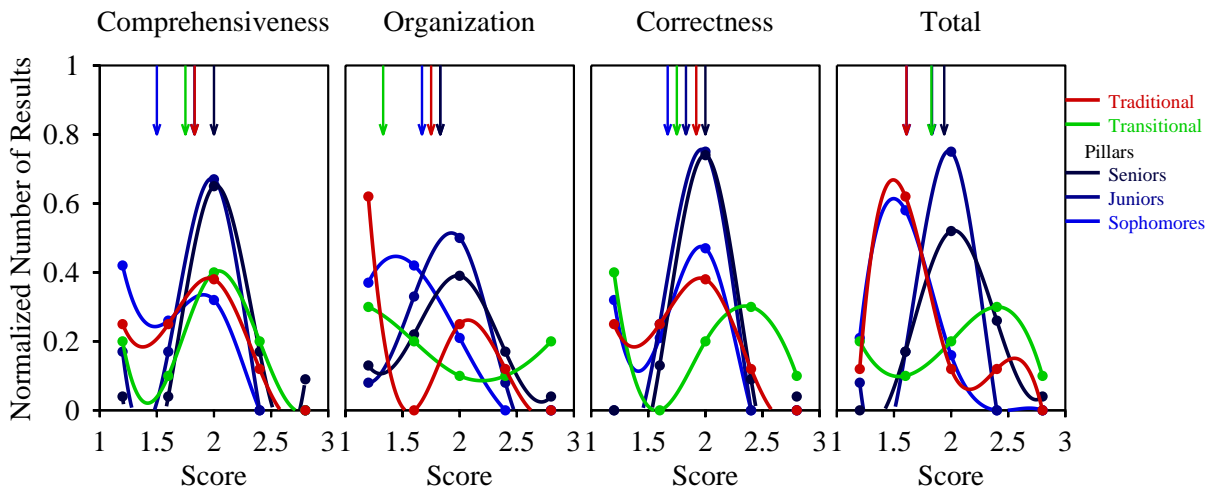 Comprehensiveness Organization Correctness Total
Normalized Number of Results
1
0.8
0.6
0.4
0.2
0
1 1.5 2 2.5 3
1.5 2 2.5 3
1 1.5 2 2.5 3
1 1.5 2 2.5 3
Score Score Score Score
Traditional
Transitional
Pillars
Seniors
Juniors
Sophomores